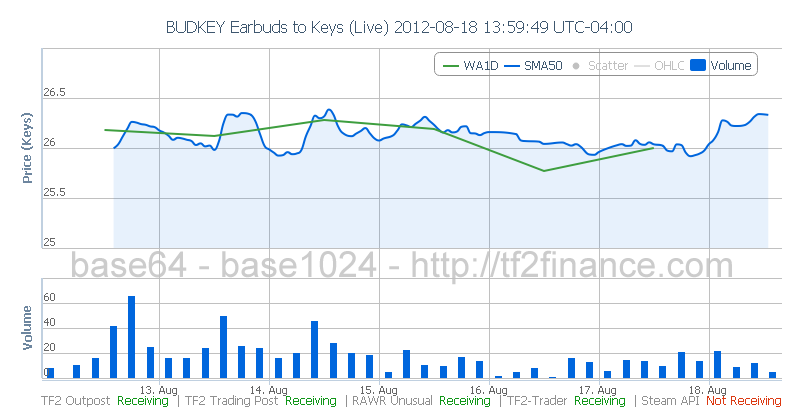 BUDKEY Earbuds to Keys (Live) 2012-08-18 13:59:49 UTC-04:00
WA1D SMA50 Scatter OHLC Volume
26.5
26
25.5
25
Price (Keys)
base64 - base1024 - http://tf2finance.com
60
40
20
0
Volume
13. Aug 14. Aug 15. Aug 16. Aug 17. Aug 18. Aug
TF2 Outpost Receiving | TF2 Trading Post Receiving | RAWR Unusual Receiving | TF2-Trader Receiving | Steam API Not Receiving